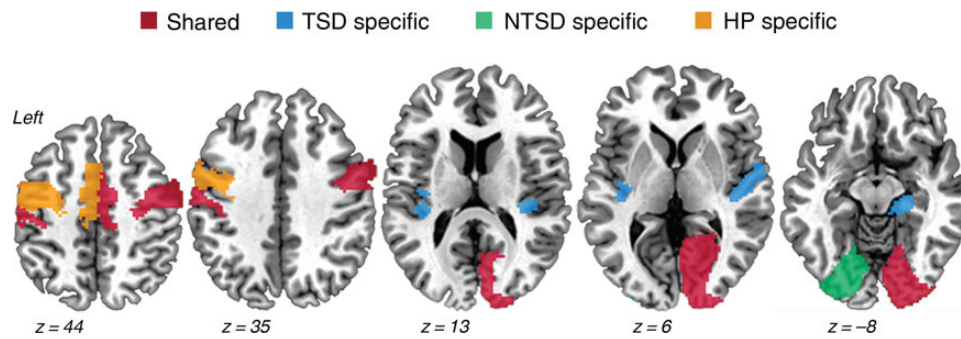 Shared TSD specific NTSD specific HP specific
Left
z = 44 z = 35 z = 13 z = 6 z = –8